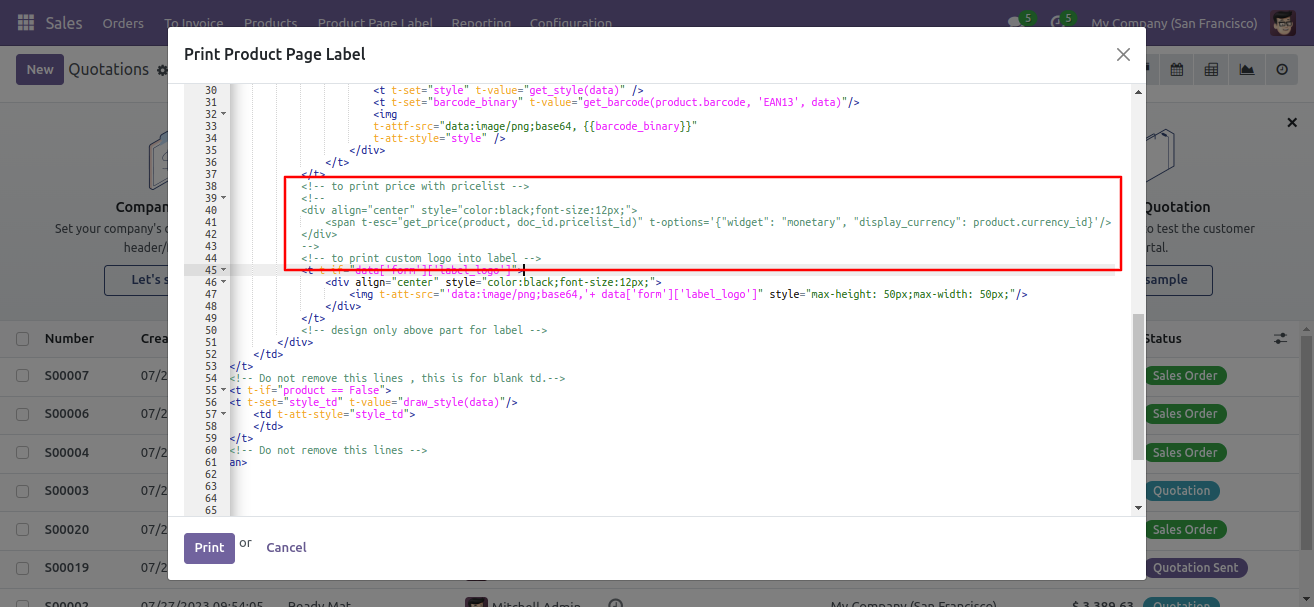 Sales Orders To Invoice Products Product Page Label Reporting Configuration 5 5 My Company (San Francisco)
New Quotations
Print Product Page Label
30 <t t-set="style" t-value="get_style(data)" />
31 <t t-set="barcode_binary" t-value="get_barcode(product.barcode, 'EAN13', data)"/>
32 <img
33 t-attf-src="data:image/png;base64, {{barcode_binary}}"
34 t-att-style="style" />
35 </div>
36 </t>
37 </t>
38 <!-- to print price with pricelist -->
39 <!--
40 <div align="center" style="color:black;font-size:12px;">
41 <span t-esc="get_price(product, doc_id.pricelist_id)" t-options='{"widget": "monetary", "display_currency": product.currency_id}'/>
42 </div>
43 -->
44 <!-- to print custom logo into label -->
45 <t t-if="data['form']['label_logo']">
46 <div align="center" style="color:black;font-size:12px;">
47 <img t-att-src="'data:image/png;base64,'+ data['form']['label_logo']" style="max-height: 50px;max-width: 50px;"/>
48 </div>
49 </t>
50 <!-- design only above part for label -->
51 </div>
52 </td>
53 </t>
54 <!-- Do not remove this lines , this is for blank td.-->
55 <t t-if="product == False">
56 <t t-set="style_td" t-value="draw_style(data)"/>
57 <td t-att-style="style_td">
58 </td>
59 </t>
60 <!-- Do not remove this lines -->
61 an>
62
63
64
65
Print or Cancel
Compan
Set your company's
header/
Let's s
Quotation
to test the customer
rtal.
sample
Number Crea Status
S00007 07/2 Sales Order
S00006 07/2 Sales Order
S00004 07/2 Sales Order
S00003 07/2 Quotation
S00020 07/2 Sales Order
S00019 07/2 Quotation Sent
S00002 07/27/2023 09:54:05 Ready Mat Mitchell Admin My Company (San Francisco) $ 3,389.63 Quotation